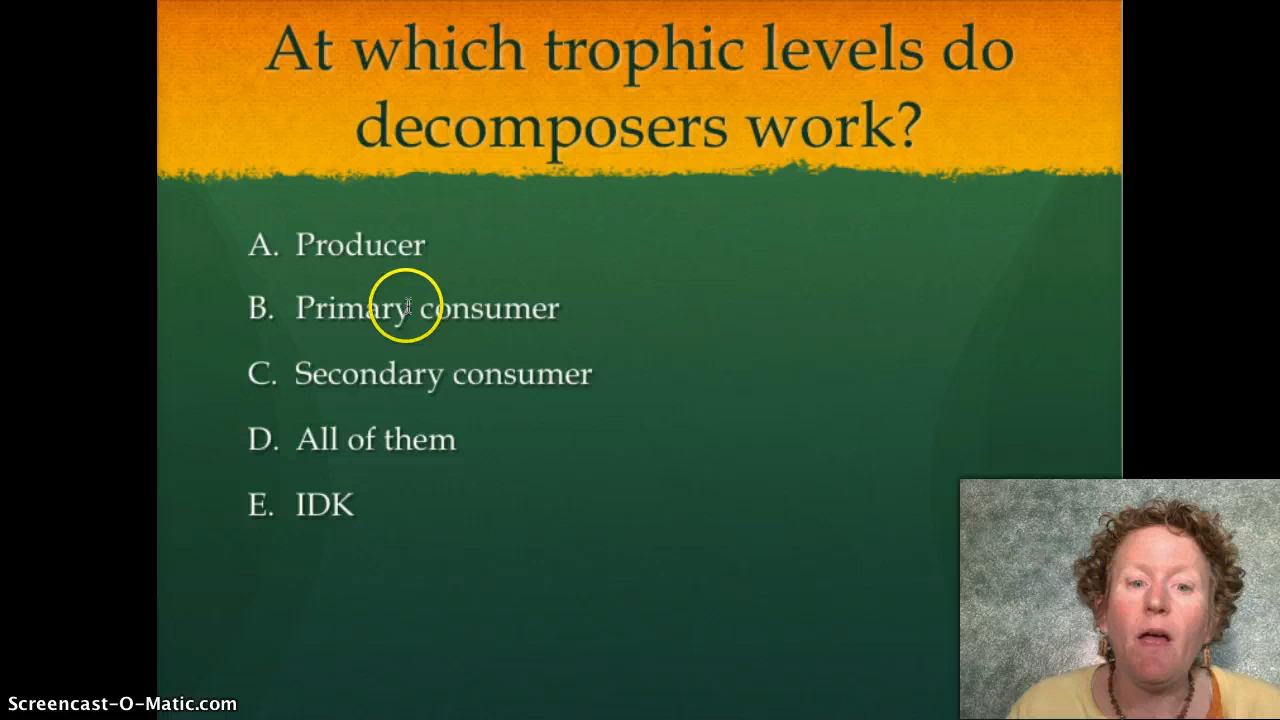 At which trophic levels do
decomposers work?
A. Producer
B. Primary consumer
C. Secondary consumer
D. All of them
E. IDK
Screencast-O-Matic.com